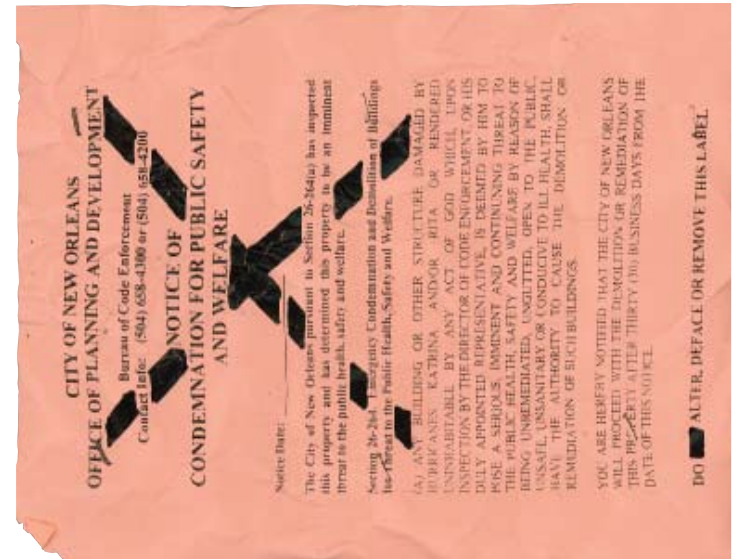 CITY OF NEW ORLEANS
OFFICE OF PLANNING AND DEVELOPMENT
Bureau of Code Enforcement
Contact Info: (504) 658-4300 or (504) 658-4200
NOTICE OF
CONDEMNATION FOR PUBLIC SAFETY
AND WELFARE
Notice Date:
The City of New Orleans pursuant to Section 26-264(a) has inspected
this property and has determined this property to be an imminent
threat to the public health, safety and welfare.
Section 26-264. Emergency Condemnation and Demolition of Buildings
Threat to the Public Health, Safety and Welfare.
(A) ANY BUILDING OR OTHER STRUCTURE DAMAGED BY
HURRICANES KATRINA AND/OR RITA OR RENDERED
UNINHABITABLE BY ANY ACT OF GOD WHICH, UPON
INSPECTION BY THE DIRECTOR OF CODE ENFORCEMENT, OR HIS
DULY APPOINTED REPRESENTATIVE, IS DEEMED BY HIM TO
POSE A SERIOUS, IMMINENT AND CONTINUING THREAT TO
THE PUBLIC HEALTH, SAFETY AND WELFARE BY REASON OF
BEING UNREMEDIATED, UNGUTTED, OPEN TO THE PUBLIC,
UNSAFE, UNSANITARY OR CONDUCIVE TO ILL HEALTH, SHALL
HAVE THE AUTHORITY TO CAUSE THE DEMOLITION OR
REMEDIATION OF SUCH BUILDINGS.
YOU ARE HEREBY NOTIFIED THAT THE CITY OF NEW ORLEANS
WILL PROCEED WITH THE DEMOLITION OR REMEDIATION OF
THIS PROPERTY AFTER THIRTY (30) BUSINESS DAYS FROM THE
DATE OF THIS NOTICE.
DO ALTER, DEFACE OR REMOVE THIS LABEL